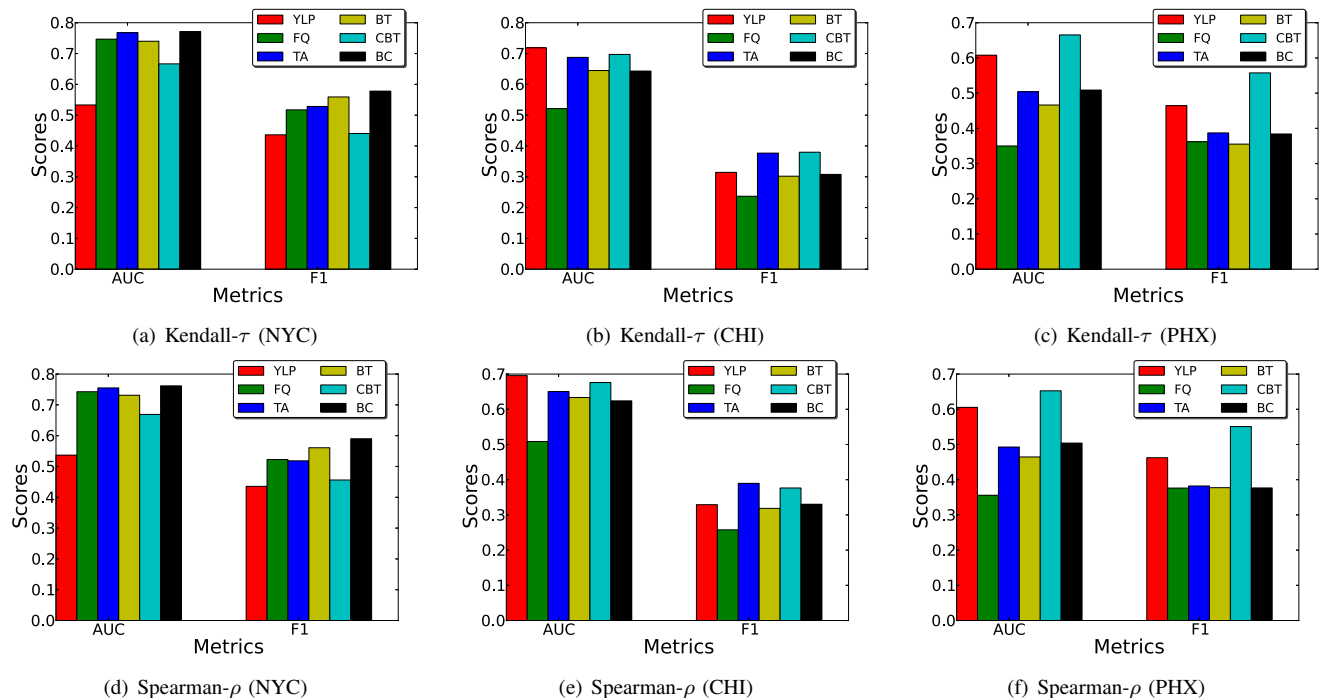 0.8
0.7
0.6
0.5
0.4
0.3
0.2
0.1
0.0
Scores
YLP BT
FQ CBT
TA BC
AUC F1
Metrics
(a) Kendall-τ (NYC)
0.8
0.7
0.6
0.5
0.4
0.3
0.2
0.1
0.0
Scores
YLP BT
FQ CBT
TA BC
AUC F1
Metrics
(b) Kendall-τ (CHI)
0.7
0.6
0.5
0.4
0.3
0.2
0.1
0.0
Scores
YLP BT
FQ CBT
TA BC
AUC F1
Metrics
(c) Kendall-τ (PHX)
0.8
0.7
0.6
0.5
0.4
0.3
0.2
0.1
0.0
Scores
YLP BT
FQ CBT
TA BC
AUC F1
Metrics
(d) Spearman-ρ (NYC)
0.7
0.6
0.5
0.4
0.3
0.2
0.1
0.0
Scores
YLP BT
FQ CBT
TA BC
AUC F1
Metrics
(e) Spearman-ρ (CHI)
0.7
0.6
0.5
0.4
0.3
0.2
0.1
0.0
Scores
YLP BT
FQ CBT
TA BC
AUC F1
Metrics
(f) Spearman-ρ (PHX)